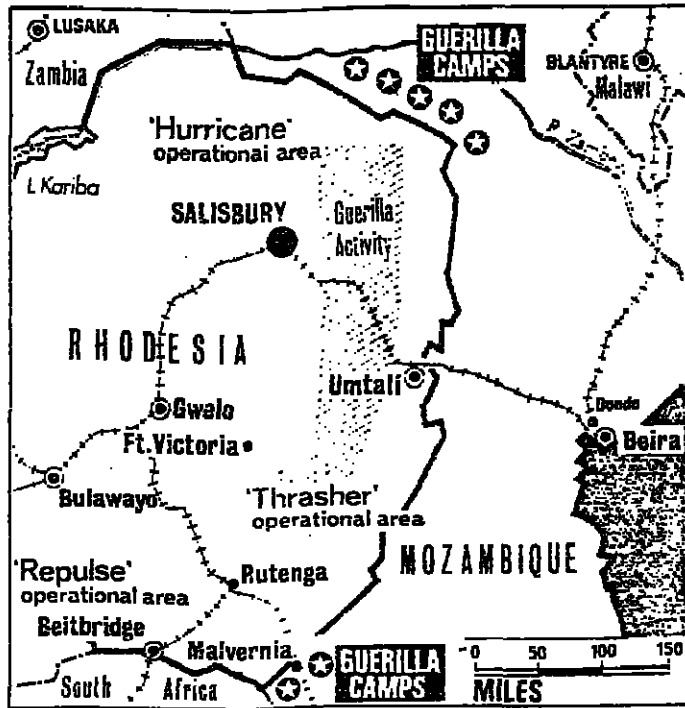 LUSAKA
Zambia
GUERILLA
CAMPS
BLANTYRE
Malawi
'Hurricane'
operational area
L Kariba
SALISBURY
Guerilla
Activity
RHODESIA
Umtali
Gwelo
Dondo
Beira
Ft. Victoria
Bulawayo
'Thrasher'
operational area
MOZAMBIQUE
'Repulse'
operational area
Rutenga
Beitbridge
Malvernia
GUERILLA
CAMPS
South Africa
0 50 100 150
MILES